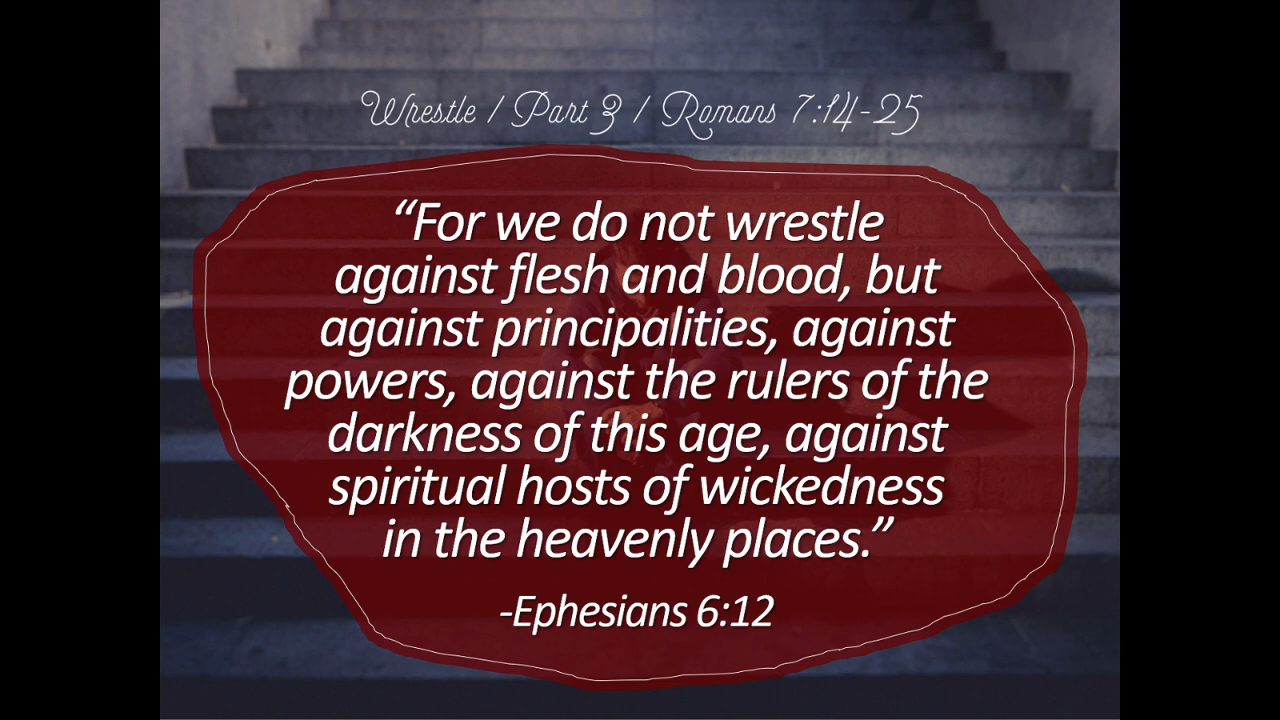 Wrestle / Part 3 / Romans 7:14-25
“For we do not wrestle
against flesh and blood, but
against principalities, against
powers, against the rulers of the
darkness of this age, against
spiritual hosts of wickedness
in the heavenly places.”
-Ephesians 6:12